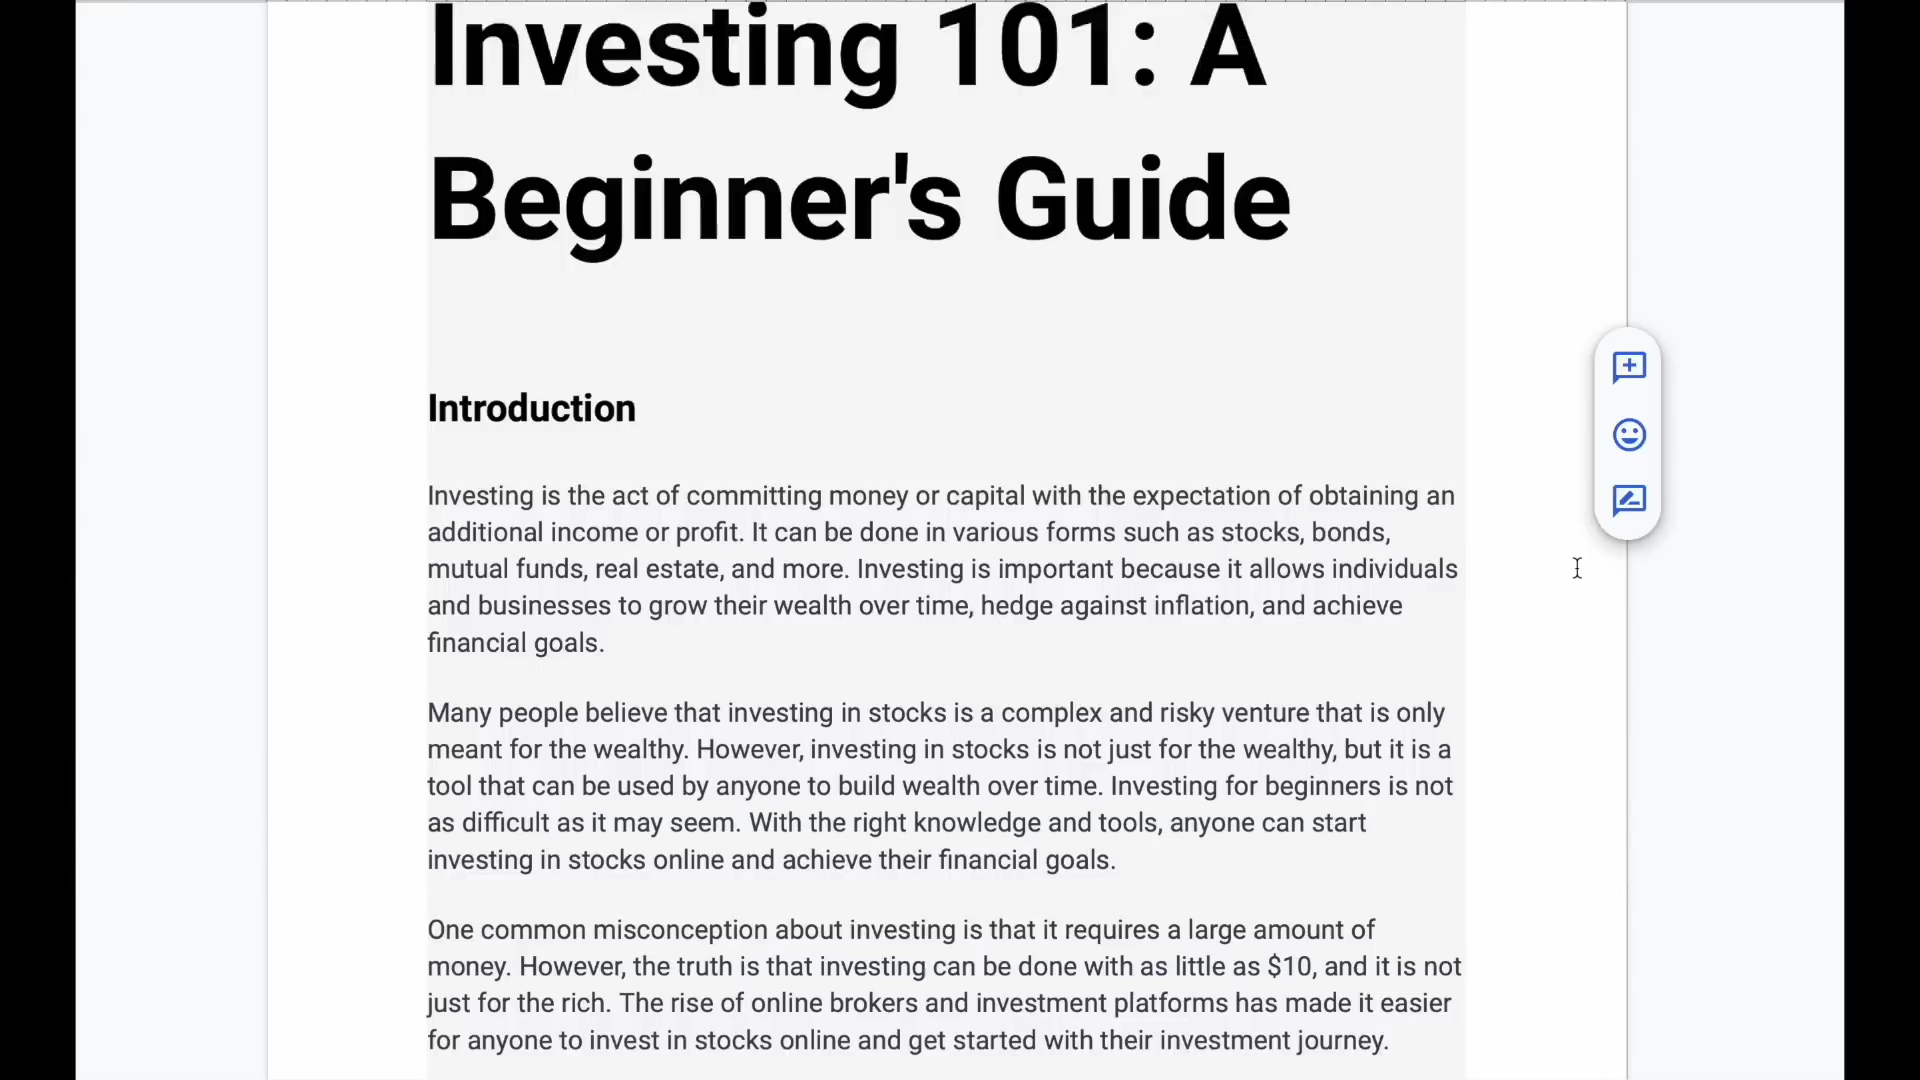 Investing 101: A
Beginner's Guide
Introduction
Investing is the act of committing money or capital with the expectation of obtaining an
additional income or profit. It can be done in various forms such as stocks, bonds,
mutual funds, real estate, and more. Investing is important because it allows individuals
and businesses to grow their wealth over time, hedge against inflation, and achieve
financial goals.
Many people believe that investing in stocks is a complex and risky venture that is only
meant for the wealthy. However, investing in stocks is not just for the wealthy, but it is a
tool that can be used by anyone to build wealth over time. Investing for beginners is not
as difficult as it may seem. With the right knowledge and tools, anyone can start
investing in stocks online and achieve their financial goals.
One common misconception about investing is that it requires a large amount of
money. However, the truth is that investing can be done with as little as $10, and it is not
just for the rich. The rise of online brokers and investment platforms has made it easier
for anyone to invest in stocks online and get started with their investment journey.